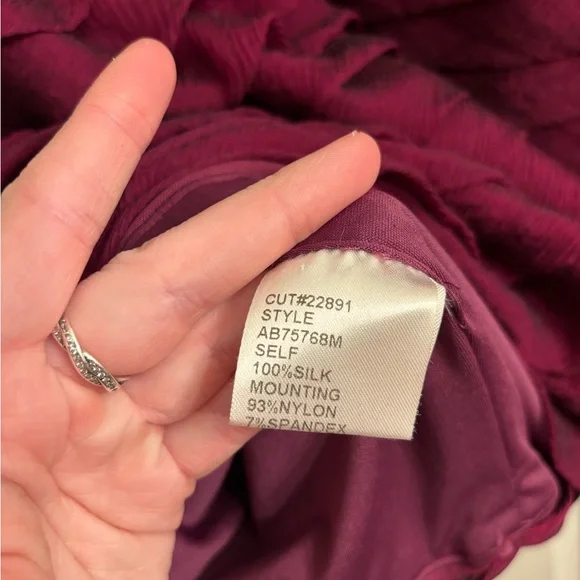 CUT#22891
STYLE
AB75768M
SELF
100%SILK
MOUNTING
93%NYLON
7%SPANDEX